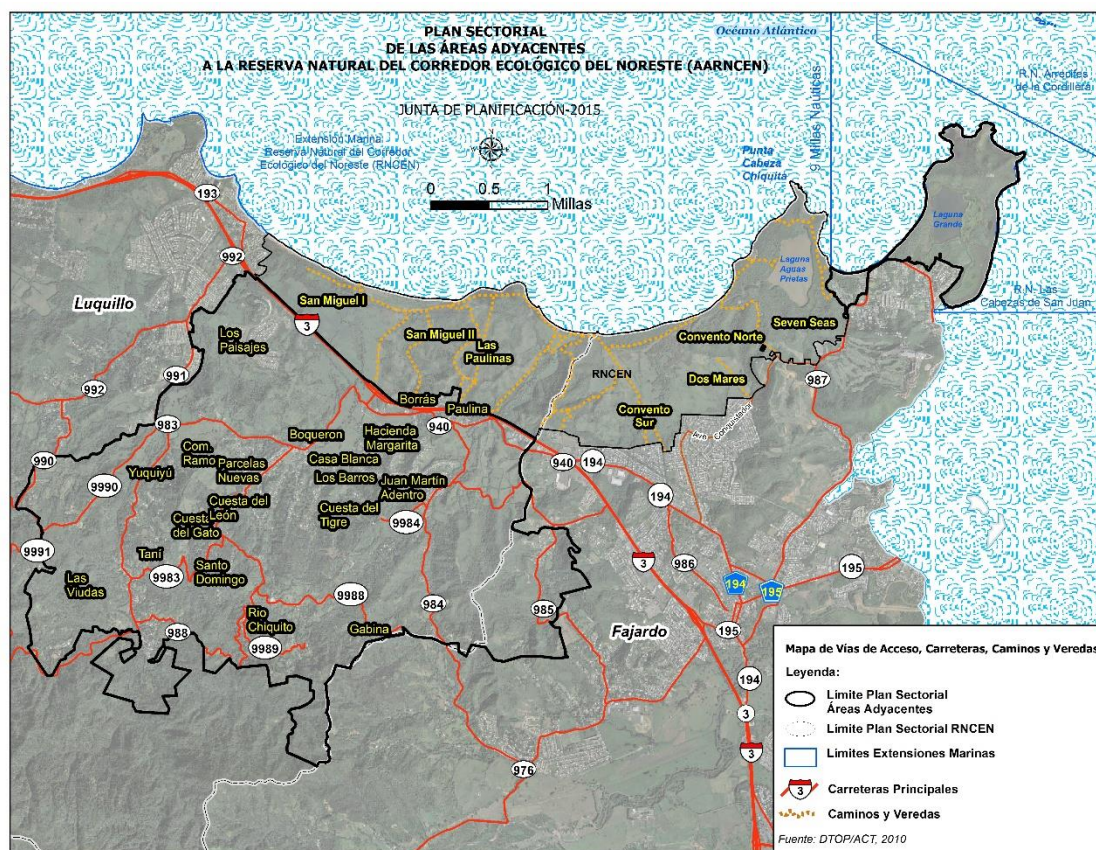 PLAN SECTORIAL
DE LAS ÁREAS ADYACENTES
A LA RESERVA NATURAL DEL CORREDOR ECOLÓGICO DEL NORESTE (AARNCEN)
JUNTA DE PLANIFICACIÓN-2015
Océano Atlántico
9 Millas Nauticas
R.N. Arrecifes
de la Cordillera
Extensión Marina
Reserva Natural del Corredor
Ecológico del Noreste (RNCEN)
Punta
Cabeza
Chiquita
0 0.5 1
Millas
193
992
Laguna
Grande
Laguna
Aguas
Prietas
R.N. Las
Cabezas de San Juan
Luquillo
San Miguel I
3
San Miguel II
Las
Paulinas
Seven Seas
Convento Norte
Los
Paisajes
RNCEN
Dos Mares
987
991
992
Borrás
Paulina
Convento
Sur
983
940
Hacienda
Margarita
Boqueron
Conquistador
Com.
Ramo
990
Yuquiyú
Parcelas
Nuevas
Casa Blanca
Los Barros
Juan Martín
Adentro
940
194
9990
194
Cuesta del
León
Cuesta
del Gato
Cuesta del
Tigre
9984
9991
Taní
9983
Santo
Domingo
3
986
195
Las
Viudas
9988
984
985
194
195
Rio
Chiquito
988
Gabina
Fajardo
195
9989
194
3
3
976
Mapa de Vías de Acceso, Carreteras, Caminos y Veredas
Leyenda:
Limite Plan Sectorial
Áreas Adyacentes
Limite Plan Sectorial RNCEN
Limites Extensiones Marinas
3
Carreteras Principales
Caminos y Veredas
Fuente: DTOP/ACT, 2010